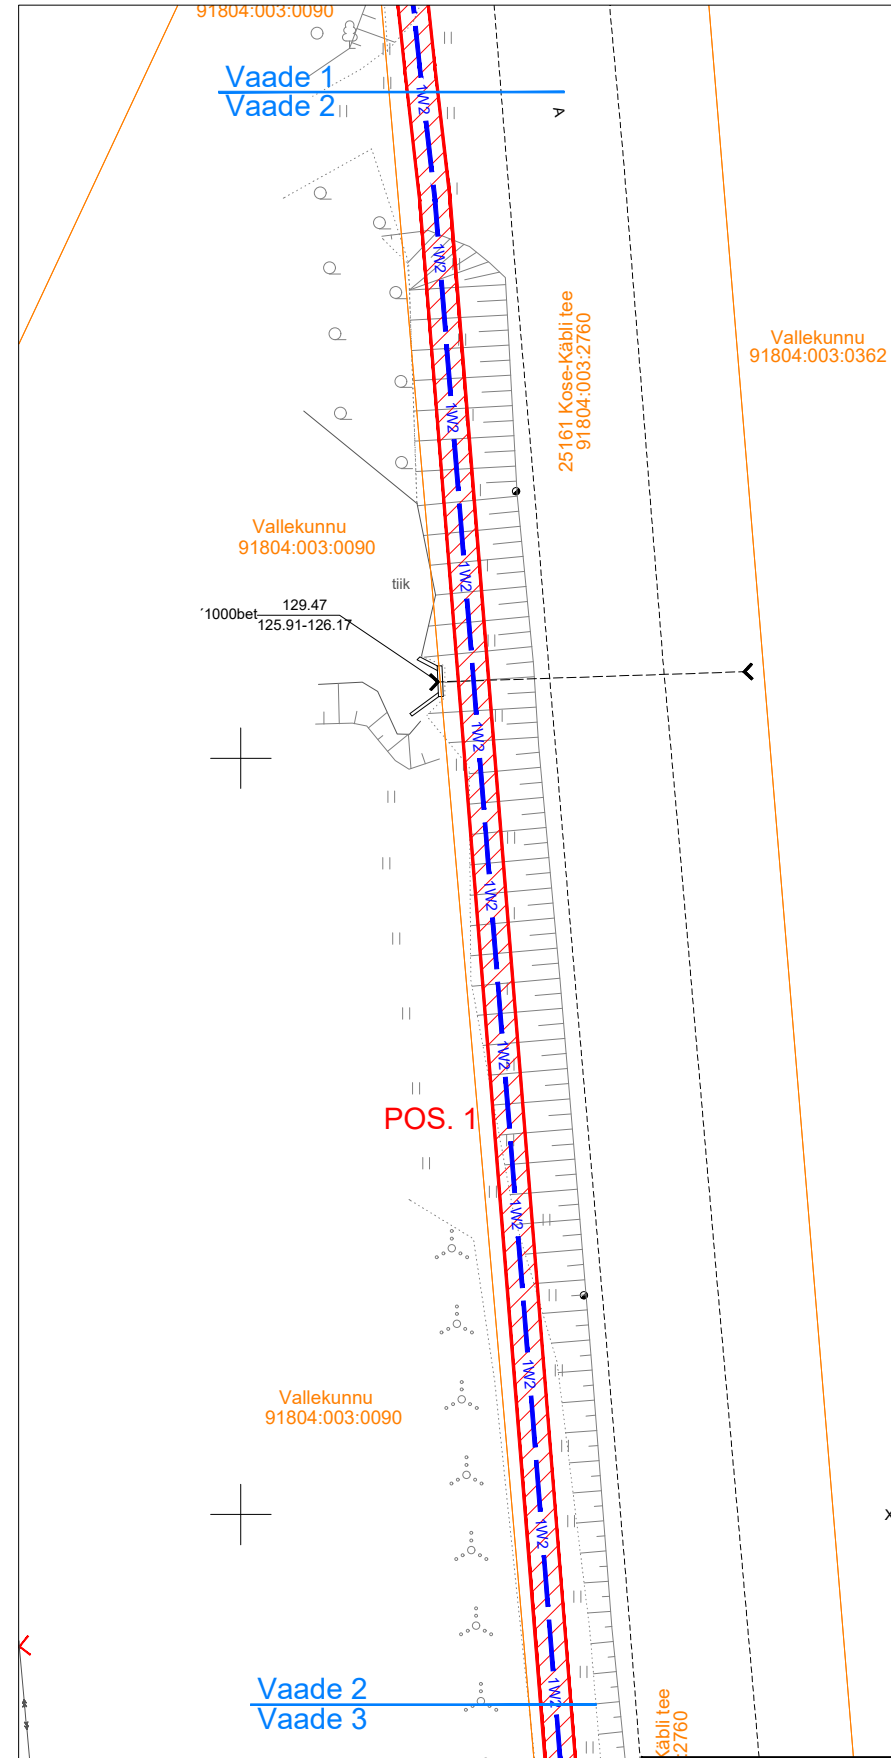 91804:003:0090
Vaade 1
Vaade 2
A
1W2
1W2
25161 Kose-Käbli tee
91804:003:2760
Vallekunnu
91804:003:0362
1W2
Vallekunnu
91804:003:0090
tiik
1W2
´1000bet
129.47
125.91-126.17
1W2
1W2
1W2
POS. 1
1W2
1W2
Vallekunnu
91804:003:0090
1W2
X
Vaade 2
Vaade 3
1W2
Käbli tee
:2760